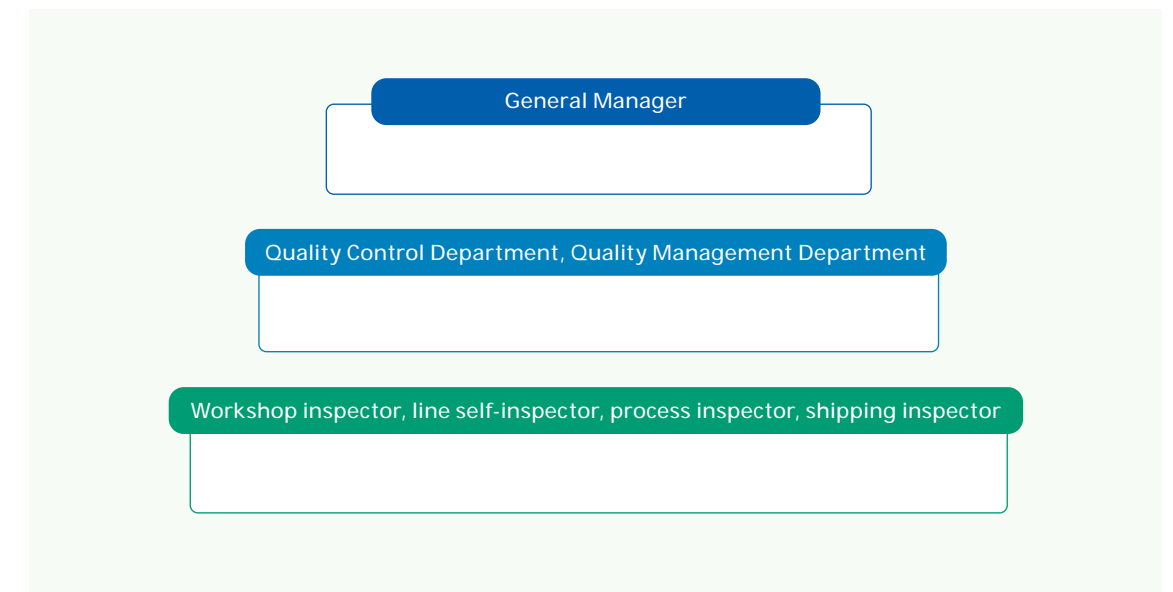 General Manager
Quality Control Department, Quality Management Department
Workshop inspector, line self-inspector, process inspector, shipping inspector